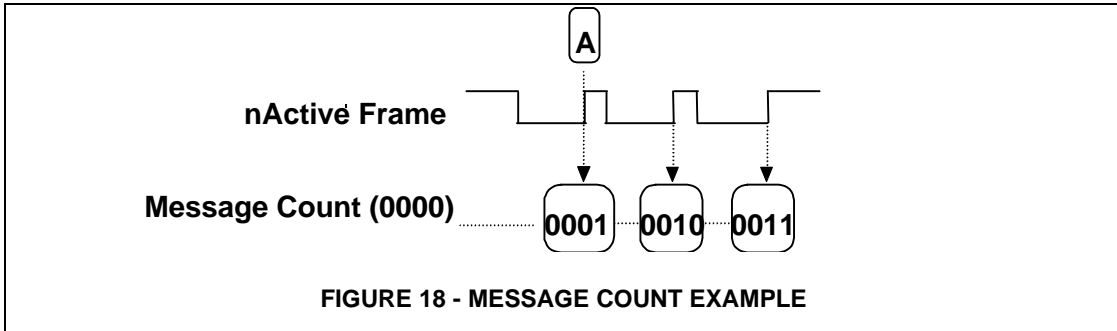 A
nActive Frame
Message Count (0000)
0001 0010 0011
FIGURE 18 - MESSAGE COUNT EXAMPLE